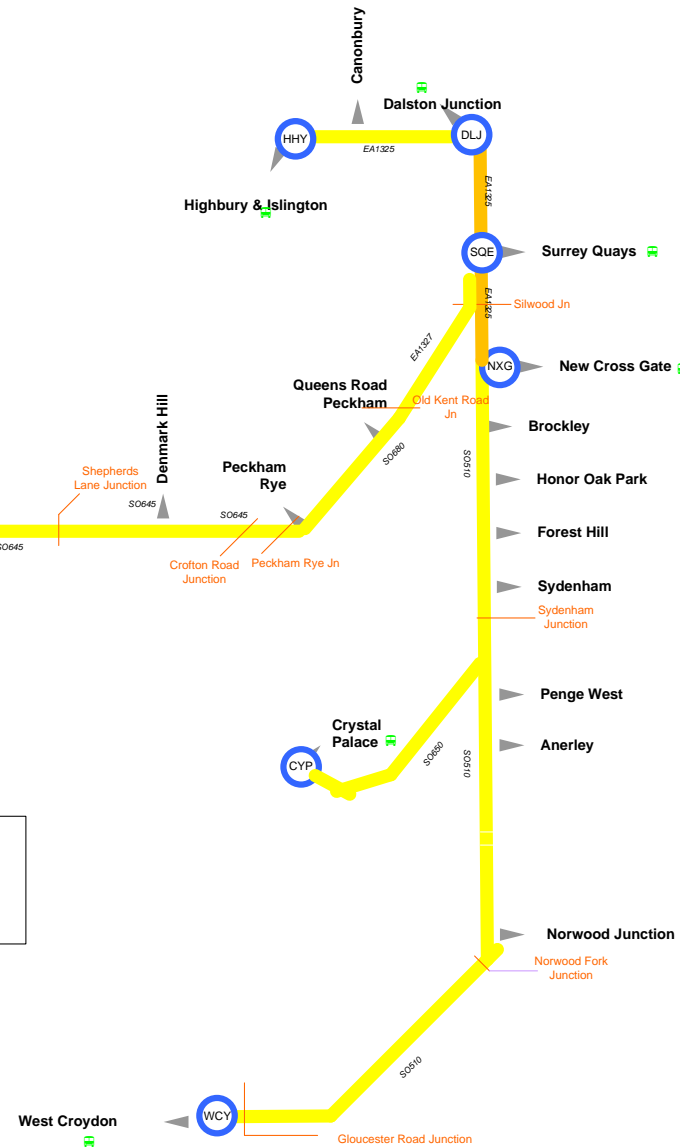 Canonbury
Dalston Junction
HHY
DLJ
EA1325
EA1325
Highbury & Islington
SQE
Surrey Quays
EA1325
Silwood Jn
EA1327
NXG
New Cross Gate
Queens Road
Peckham
Old Kent Road
Jn
Brockley
Denmark Hill
SO680
SO510
Peckham
Rye
Shepherds
Lane Junction
Honor Oak Park
SO645
SO645
Forest Hill
SO645
Crofton Road
Junction
Peckham Rye Jn
Sydenham
Sydenham
Junction
Penge West
Crystal
Palace
SO650
SO510
Anerley
CYP
Norwood Junction
Norwood Fork
Junction
SO510
WCY
West Croydon
Gloucester Road Junction